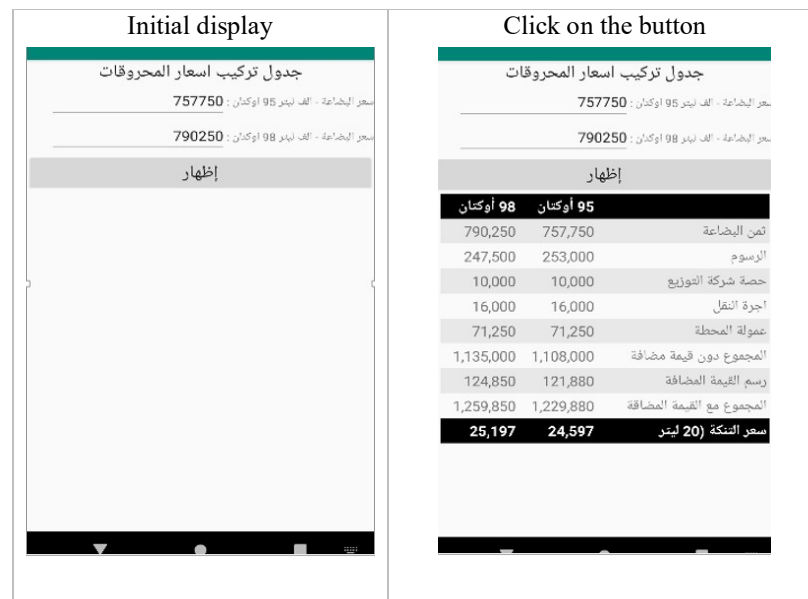 Initial display
جدول تركيب اسعار المحروقات
سعر البضاعة - الف ليتر 95 اوكتان : 757750
سعر البضاعة - الف ليتر 98 اوكتان : 790250
إظهار
Click on the button
جدول تركيب اسعار المحروقات
سعر البضاعة - الف ليتر 95 اوكتان : 757750
سعر البضاعة - الف ليتر 98 اوكتان : 790250
إظهار
95 أوكتان 98 أوكتان
ثمن البضاعة 757,750 790,250
الرسوم 253,000 247,500
حصة شركة التوزيع 10,000 10,000
اجرة النقل 16,000 16,000
عمولة المحطة 71,250 71,250
المجموع دون قيمة مضافة 1,108,000 1,135,000
رسم القيمة المضافة 121,880 124,850
المجموع مع القيمة المضاقة 1,229,880 1,259,850
سعر التنكة (20 ليتر 24,597 25,197